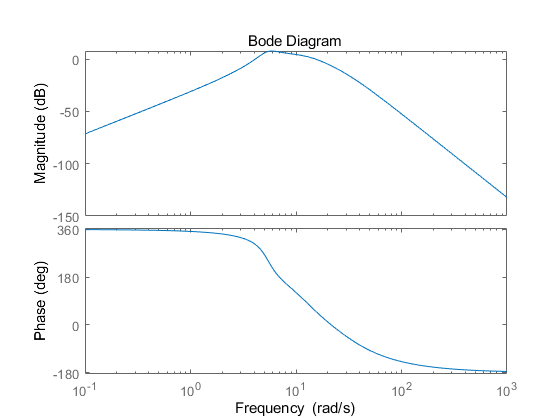 Bode Diagram
Magnitude (dB)
0
-50
-100
-150
Phase (deg)
360
180
0
-180
10^-1 10^0 10^1 10^2 10^3
Frequency (rad/s)